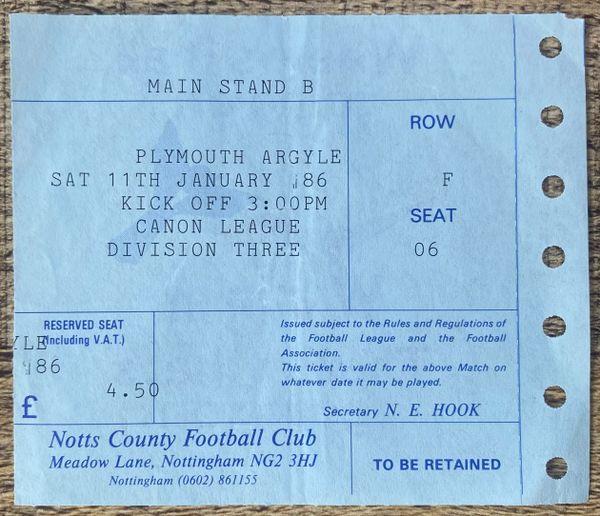 MAIN STAND B
ROW
PLYMOUTH ARGYLE
SAT 11TH JANUARY '86
F
KICK OFF 3:00PM
SEAT
CANON LEAGUE
DIVISION THREE
06
RESERVED SEAT
(Including V.A.T.)
YLE
'86
4.50
£
Issued subject to the Rules and Regulations of
the Football League and the Football
Association.
This ticket is valid for the above Match on
whatever date it may be played.
Secretary N. E. HOOK
Notts County Football Club
Meadow Lane, Nottingham NG2 3HJ
Nottingham (0602) 861155
TO BE RETAINED